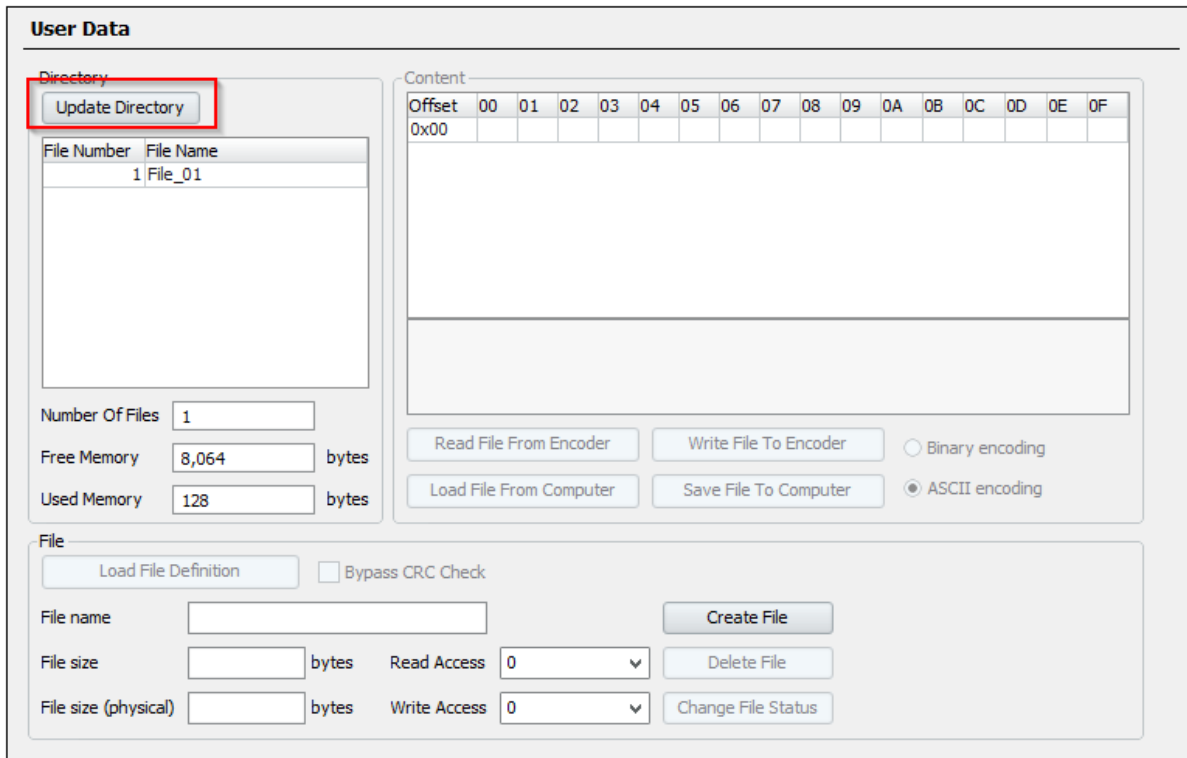 User Data
Directory
Update Directory
File Number File Name
1 File_01
Number Of Files 1
Free Memory 8,064 bytes
Used Memory 128 bytes
Content
Offset 00 01 02 03 04 05 06 07 08 09 0A 0B 0C 0D 0E 0F
0x00
Read File From Encoder Write File To Encoder Binary encoding
Load File From Computer Save File To Computer ASCII encoding
File
Load File Definition Bypass CRC Check
File name Create File
File size bytes Read Access 0 Delete File
File size (physical) bytes Write Access 0 Change File Status